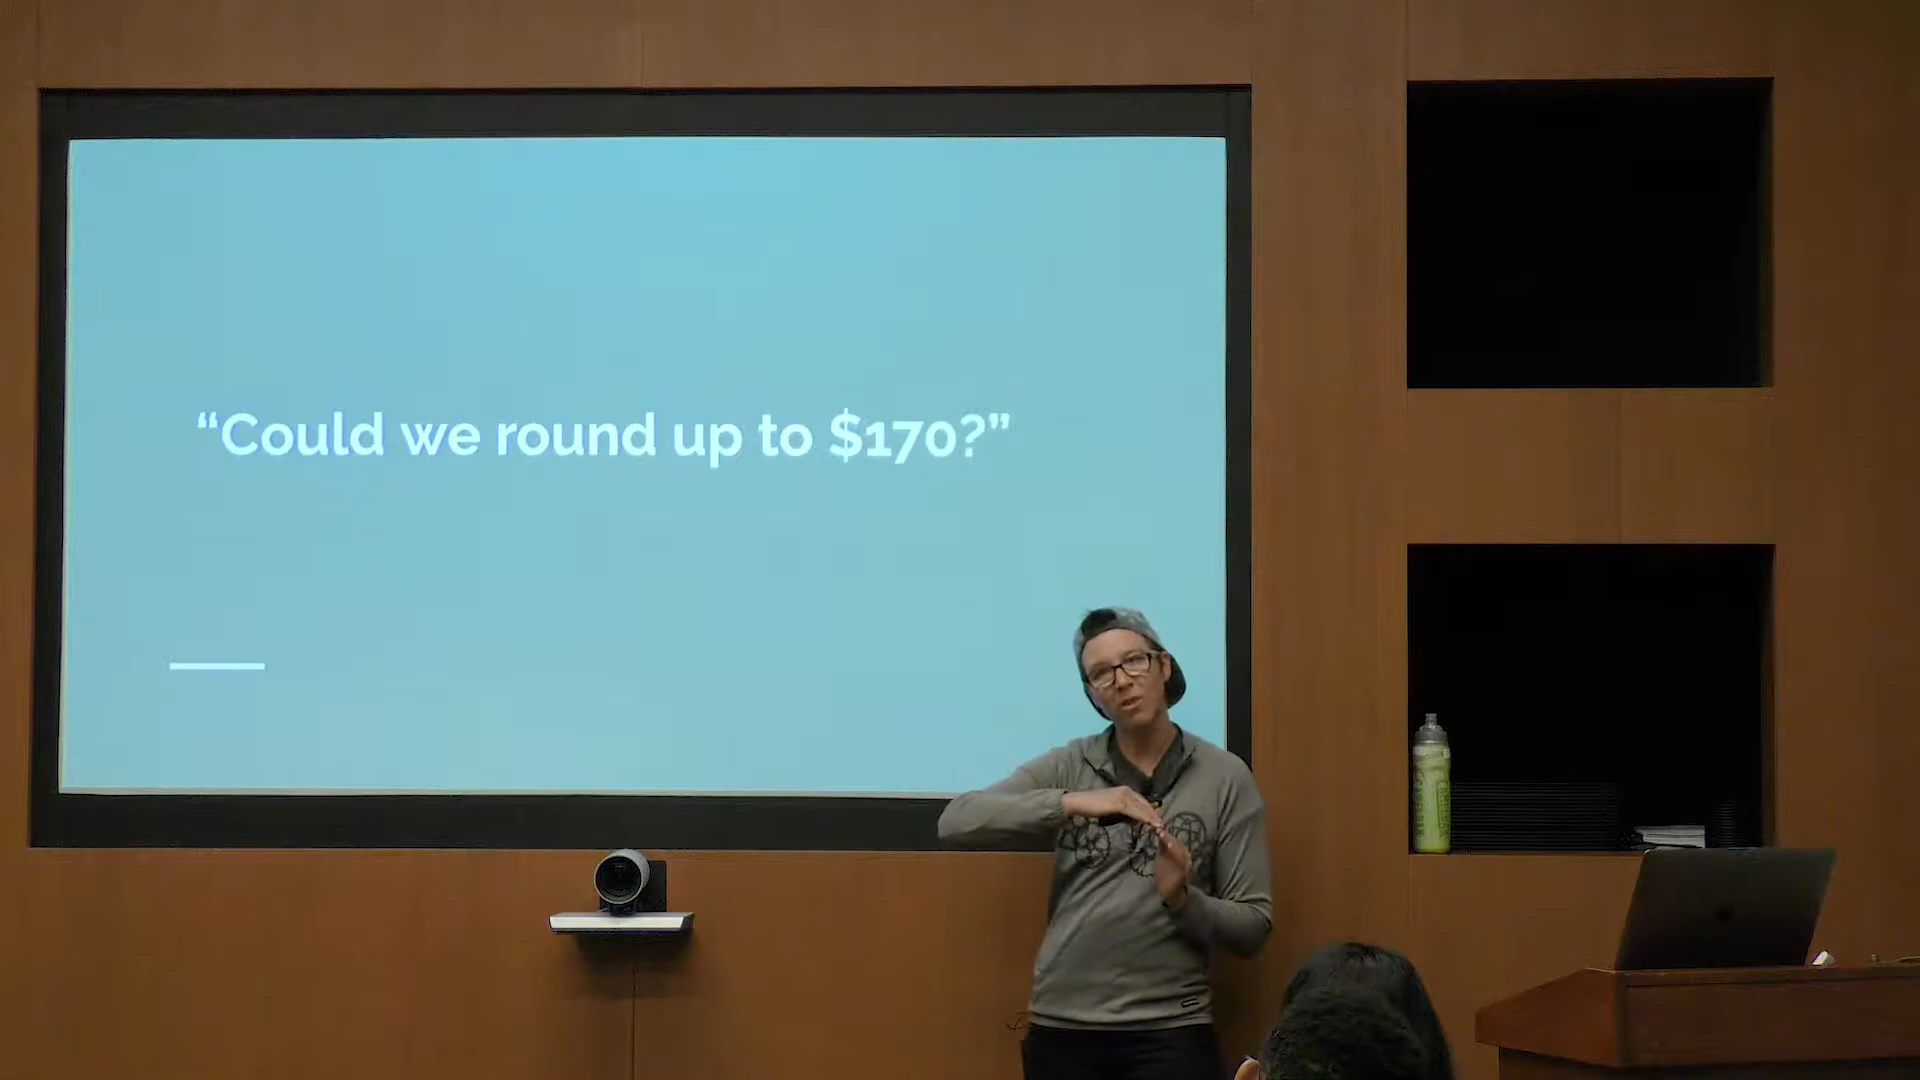 “Could we round up to $170?”